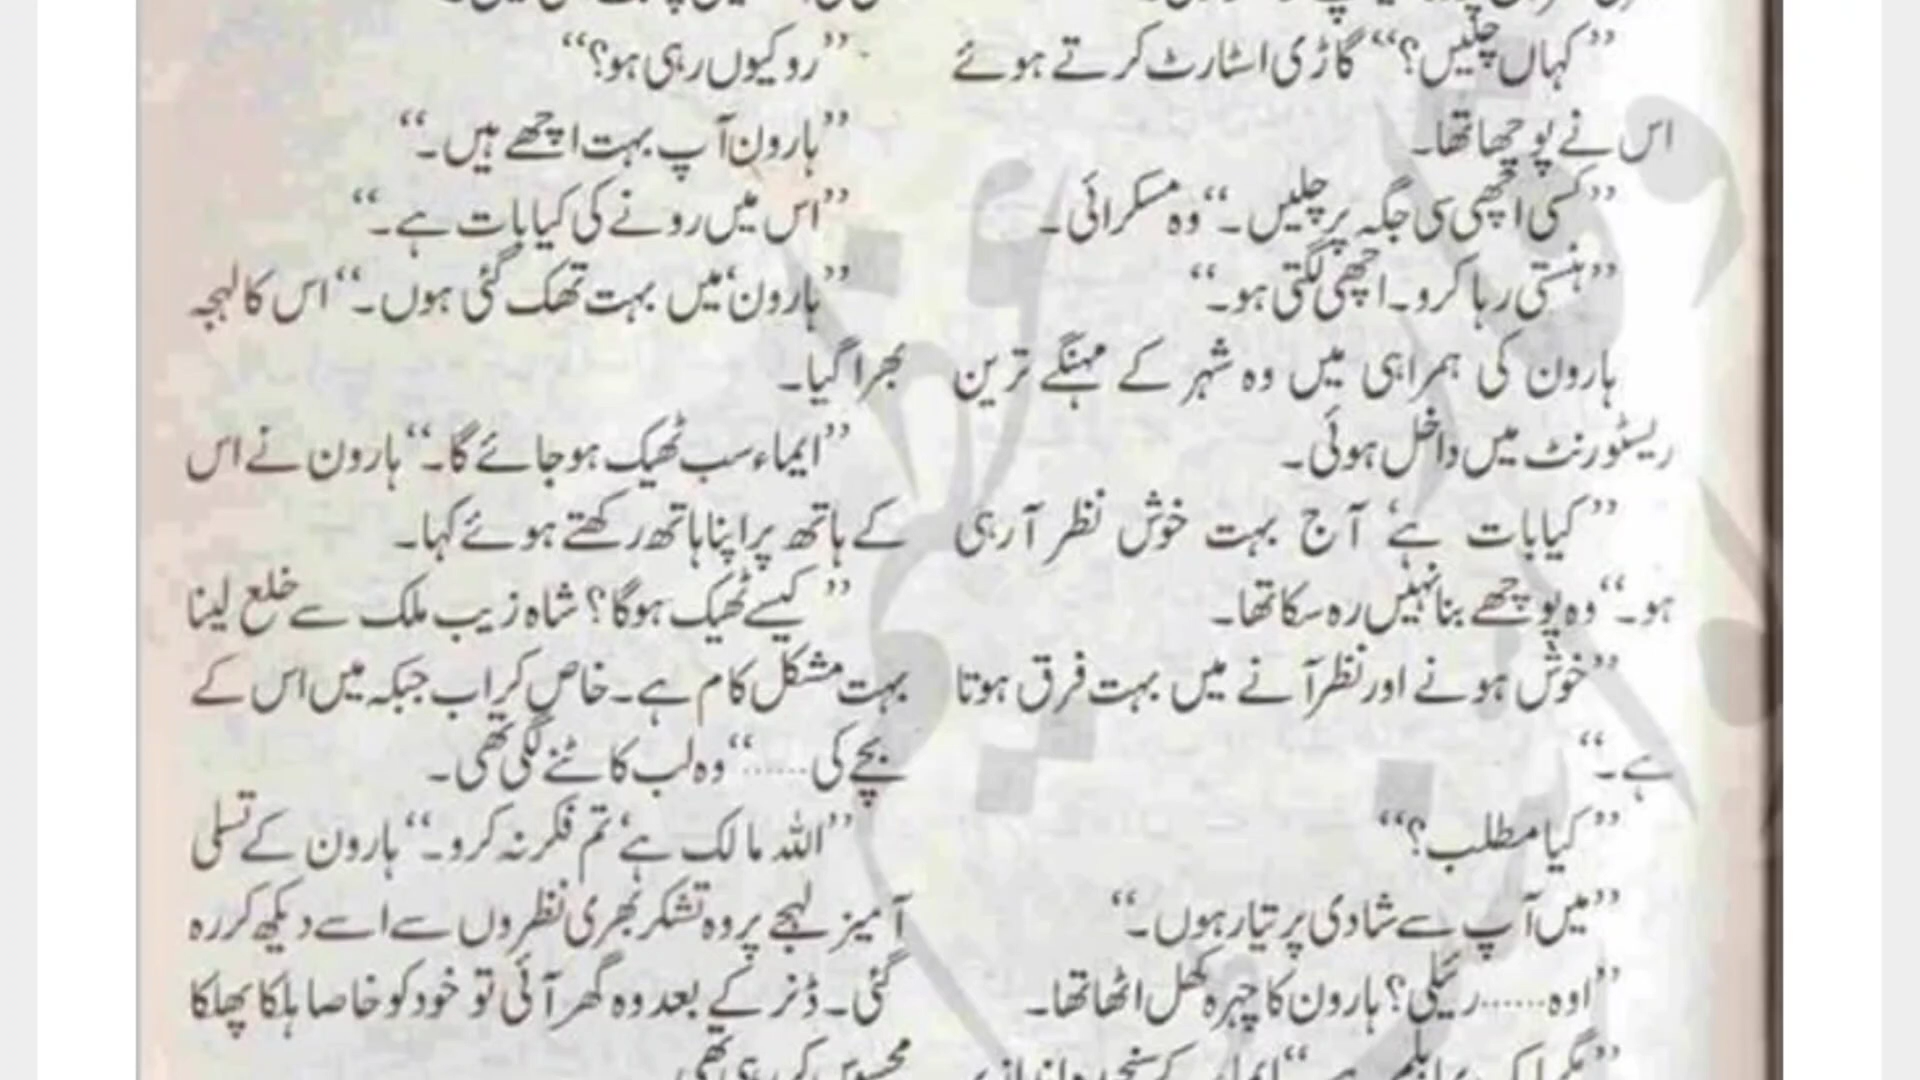 ”کہاں چلیں؟“ گاڑی اسٹارٹ کرتے ہوئے
اس نے پوچھا تھا۔
”کسی اچھی سی جگہ پر چلیں۔“ وہ مسکرائی۔
”ہنستی رہا کرو۔ اچھی لگتی ہو۔“
ہارون کی ہمراہی میں وہ شہر کے مہنگے ترین
ریسٹورنٹ میں داخل ہوئی۔
”کیا بات ہے‘ آج بہت خوش نظر آ رہی
ہو۔“ وہ پوچھے بنا نہیں رہ سکا تھا۔
”خوش ہونے اور نظر آنے میں بہت فرق ہوتا
ہے۔“
”کیا مطلب؟“
”میں آپ سے شادی پر تیار ہوں۔“
”اوہ......رئیلی؟ ہارون کا چہرہ کھل اٹھا تھا۔
”رو کیوں رہی ہو؟“
”ہارون آپ بہت اچھے ہیں۔“
”اس میں رونے کی کیا بات ہے۔“
”ہارون‘ میں بہت تھک گئی ہوں۔“ اس کا لہجہ
بھرا گیا۔
”ایماء سب ٹھیک ہو جائے گا۔“ ہارون نے اس
کے ہاتھ پر اپنا ہاتھ رکھتے ہوئے کہا۔
”کیسے ٹھیک ہوگا؟ شاہ زیب ملک سے خلع لینا
بہت مشکل کام ہے۔ خاص کر اب جبکہ میں اس کے
بچے کی......“ وہ لب کاٹنے لگی تھی۔
”اللہ مالک ہے‘ تم فکر نہ کرو۔“ ہارون کے تسلی
آمیز لہجے پر وہ تشکر بھری نظروں سے اسے دیکھ کر رہ
گئی۔ ڈنر کے بعد وہ گھر آئی تو خود کو خاصا ہلکا پھلکا